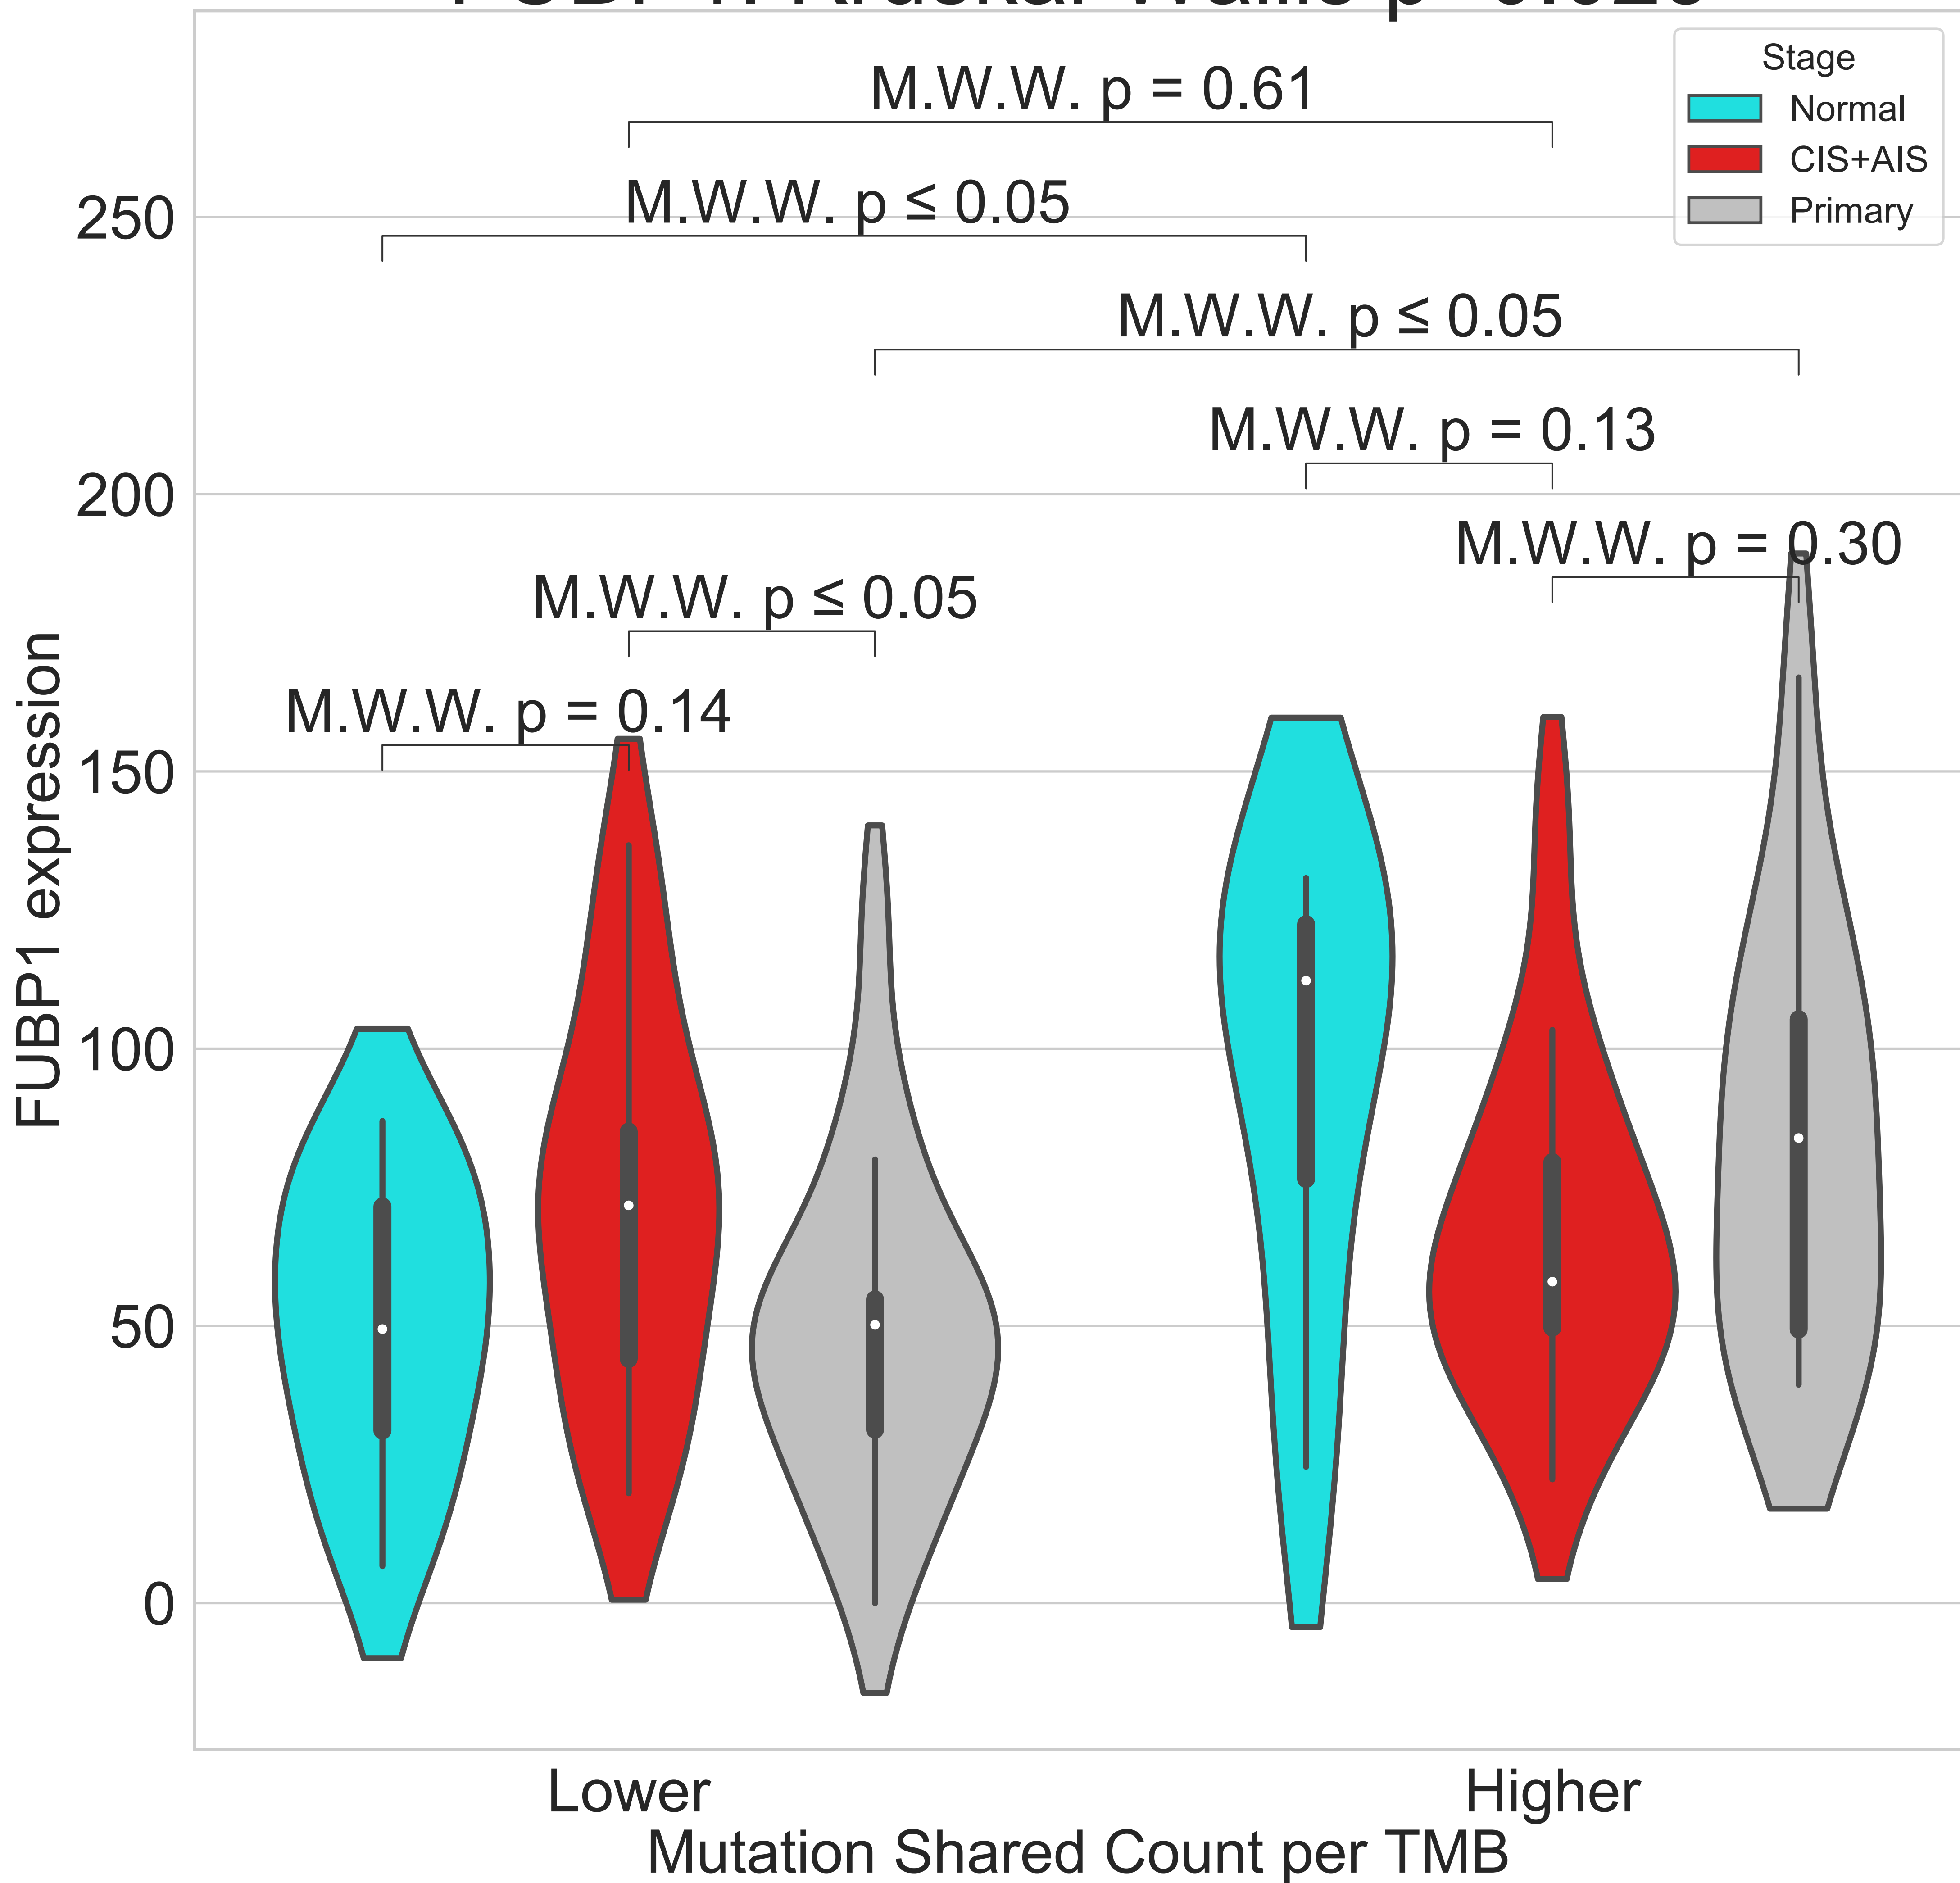 Stage
Normal
CIS+AIS
Primary
M.W.W. p = 0.61
M.W.W. p ≤ 0.05
M.W.W. p ≤ 0.05
M.W.W. p = 0.13
M.W.W. p = 0.30
M.W.W. p ≤ 0.05
M.W.W. p = 0.14
250
200
150
100
50
0
FUBP1 expression
Lower
Higher
Mutation Shared Count per TMB